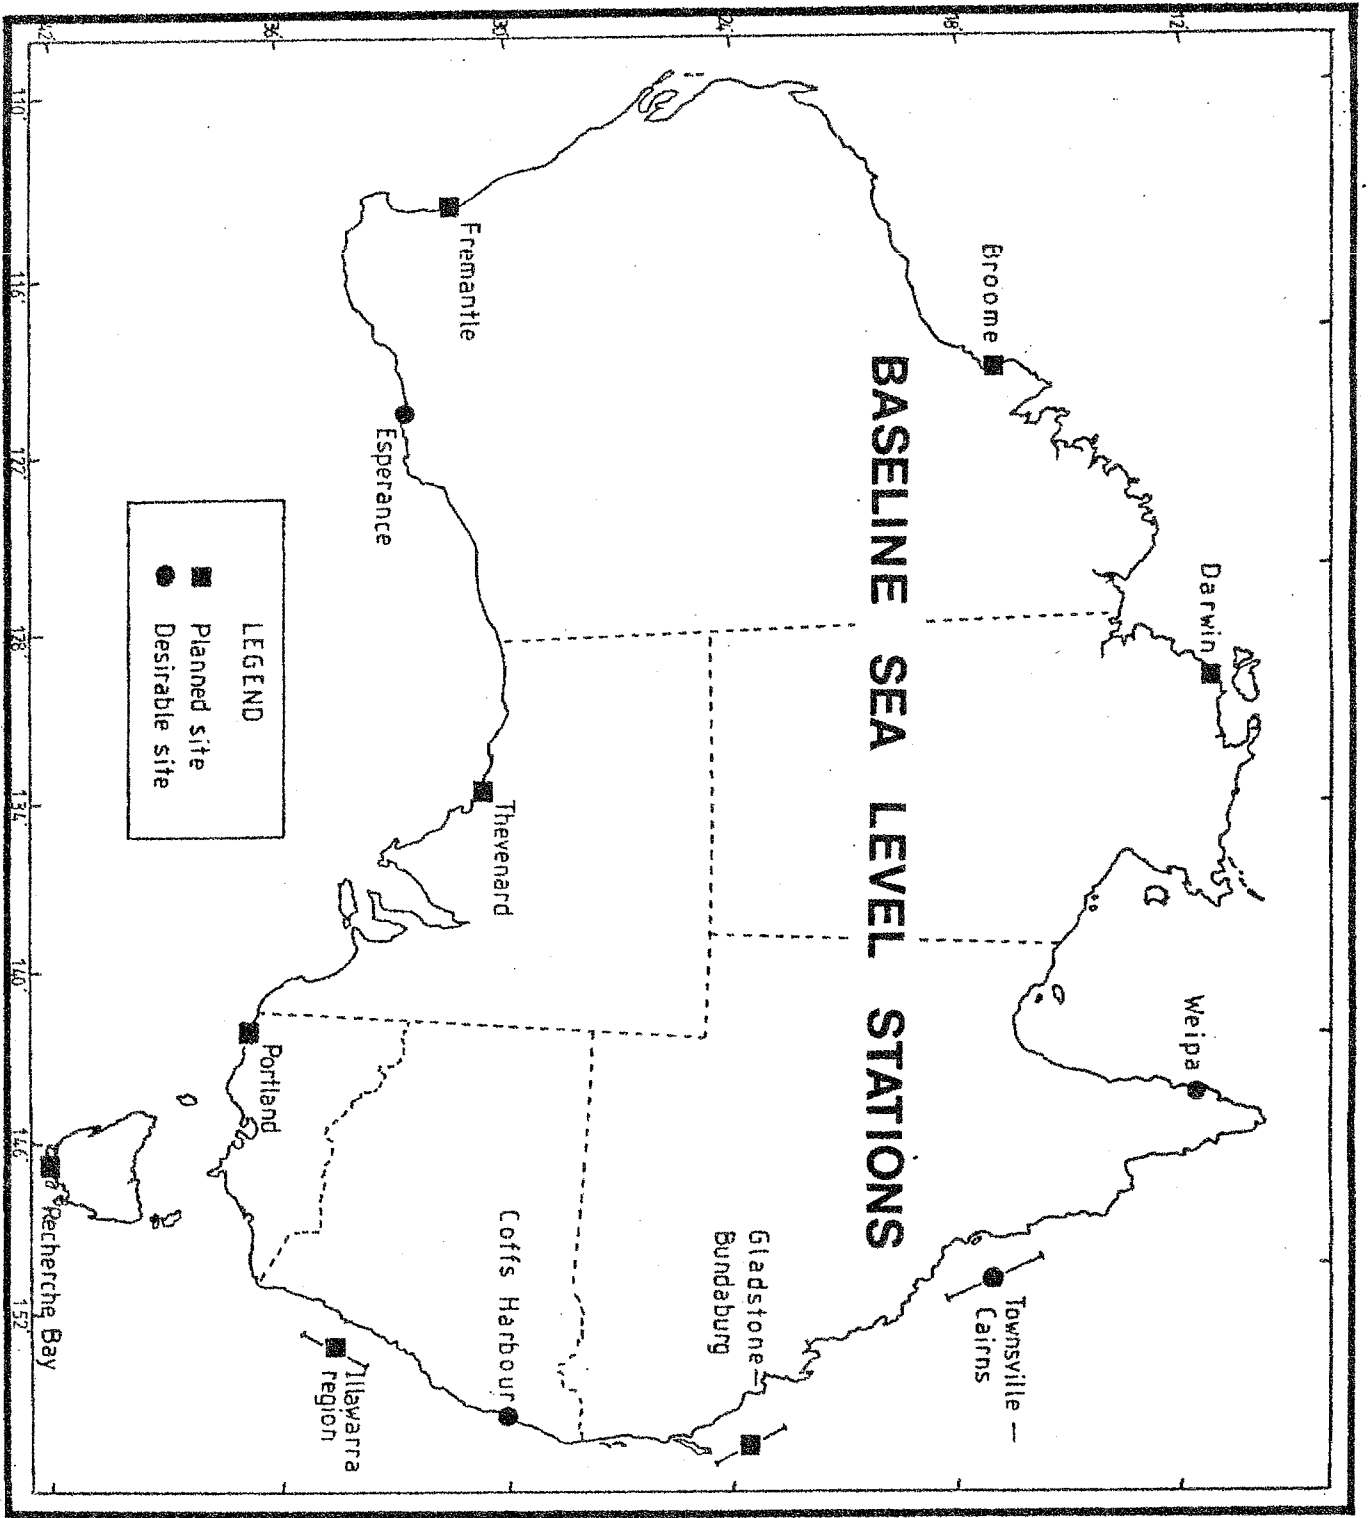 BASELINE SEA LEVEL STATIONS
Darwin
Weipa
Broome
Townsville —
Cairns
Gladstone—
Bundaburg
Fremantle
Thevenard
Coffs Harbour
Esperance
Illawarra
region
Portland
Recherche Bay
LEGEND
Planned site
Desirable site
12°
18°
24°
30°
36°
42°
110°
116°
122°
128°
134°
140°
146°
152°